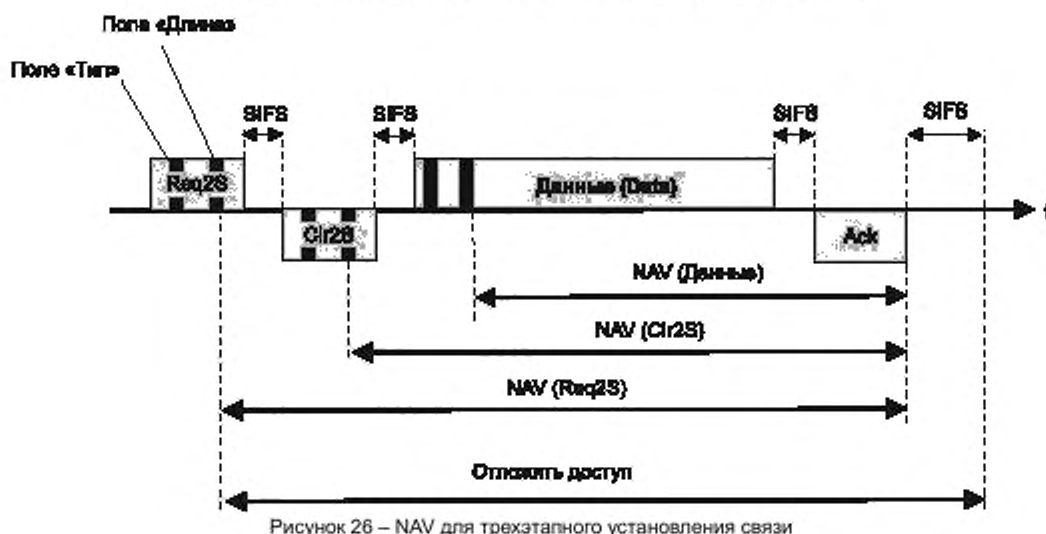 Поле «Длина»
Поле «Тип»
SIFS
SIFS
SIFS
SIFS
Req2S
Данные (Data)
t
Clr2S
Ack
NAV (Данные)
NAV (Clr2S)
NAV (Req2S)
Отложить доступ
Рисунок 26 – NAV для трехэтапного установления связи